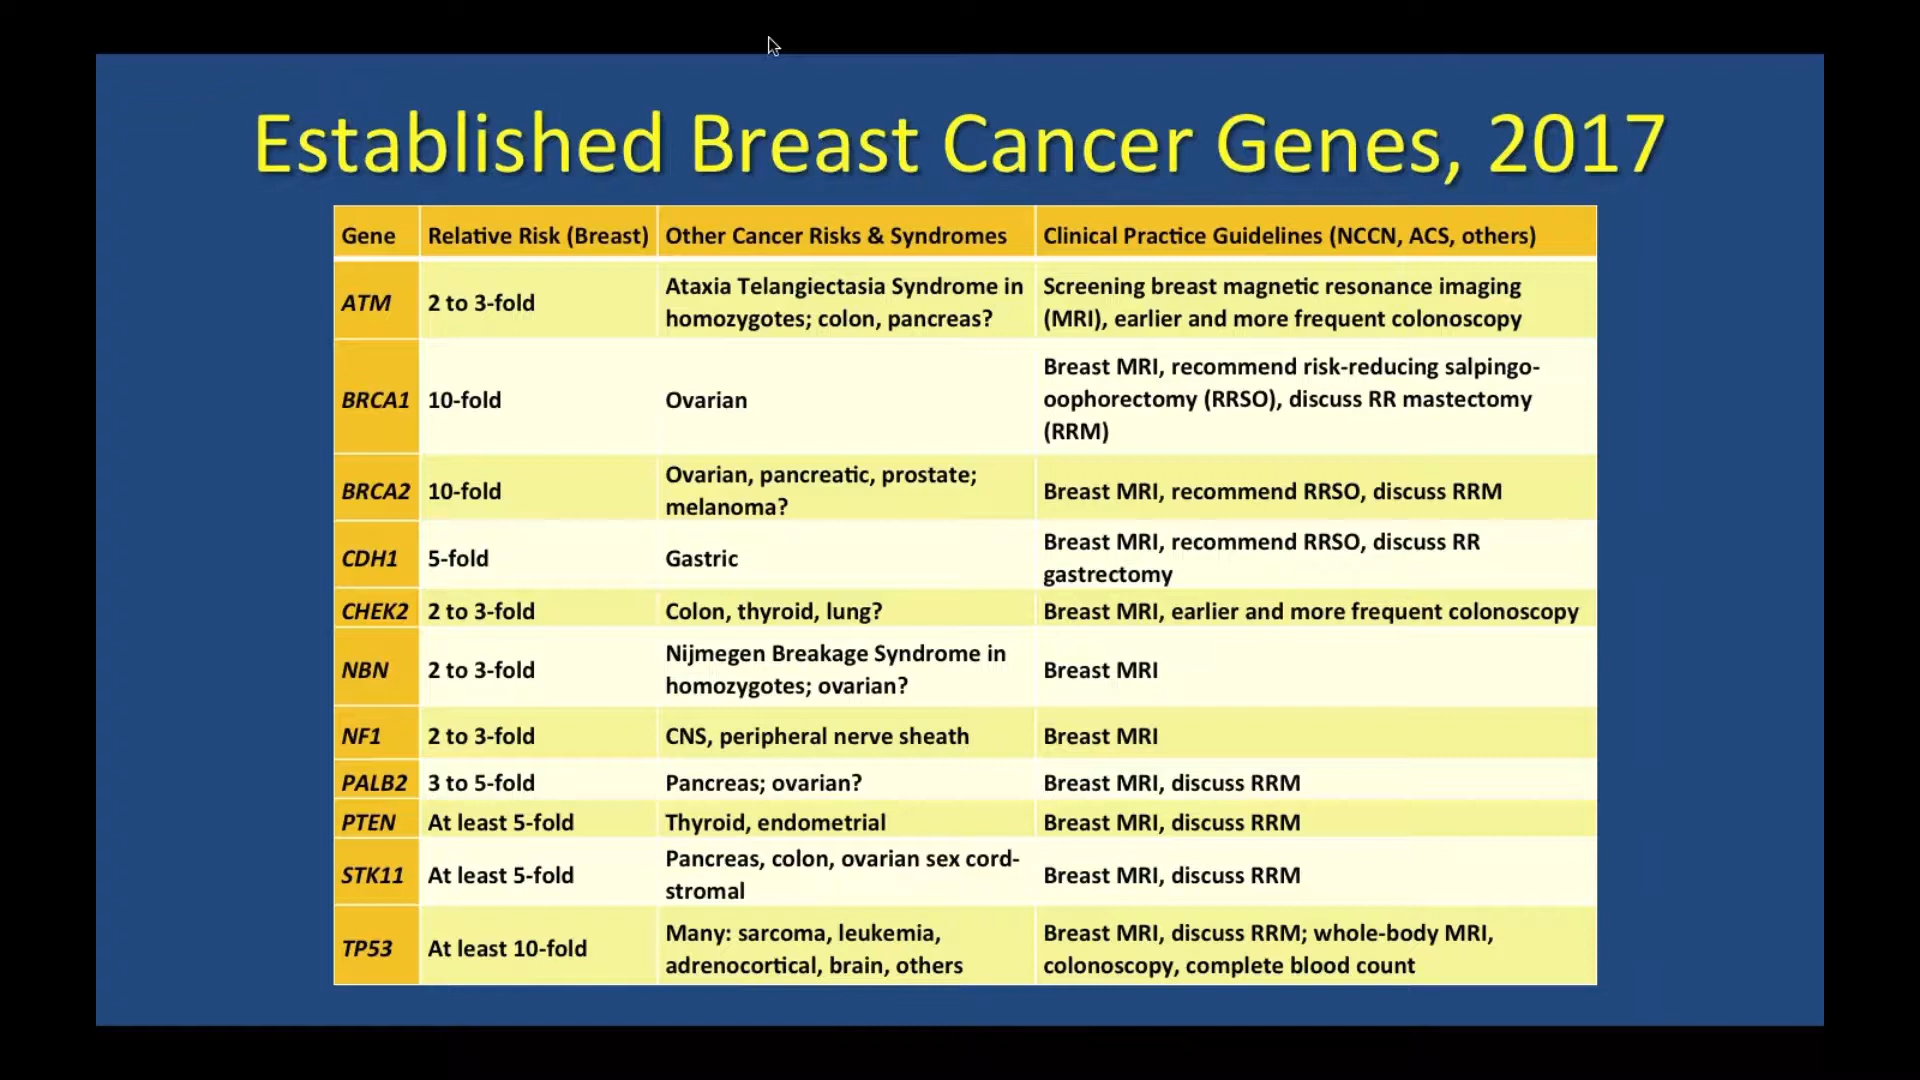 Established Breast Cancer Genes, 2017
Gene Relative Risk (Breast) Other Cancer Risks & Syndromes Clinical Practice Guidelines (NCCN, ACS, others)
ATM 2 to 3-fold
Ataxia Telangiectasia Syndrome in
homozygotes; colon, pancreas?
Screening breast magnetic resonance imaging
(MRI), earlier and more frequent colonoscopy
BRCA1 10-fold Ovarian
Breast MRI, recommend risk-reducing salpingo-
oophorectomy (RRSO), discuss RR mastectomy
(RRM)
BRCA2 10-fold
Ovarian, pancreatic, prostate;
melanoma?
Breast MRI, recommend RRSO, discuss RRM
CDH1 5-fold Gastric
Breast MRI, recommend RRSO, discuss RR
gastrectomy
CHEK2 2 to 3-fold Colon, thyroid, lung? Breast MRI, earlier and more frequent colonoscopy
NBN 2 to 3-fold
Nijmegen Breakage Syndrome in
homozygotes; ovarian?
Breast MRI
NF1 2 to 3-fold CNS, peripheral nerve sheath Breast MRI
PALB2 3 to 5-fold Pancreas; ovarian? Breast MRI, discuss RRM
PTEN At least 5-fold Thyroid, endometrial Breast MRI, discuss RRM
STK11 At least 5-fold
Pancreas, colon, ovarian sex cord-
stromal
Breast MRI, discuss RRM
TP53 At least 10-fold
Many: sarcoma, leukemia,
adrenocortical, brain, others
Breast MRI, discuss RRM; whole-body MRI,
colonoscopy, complete blood count